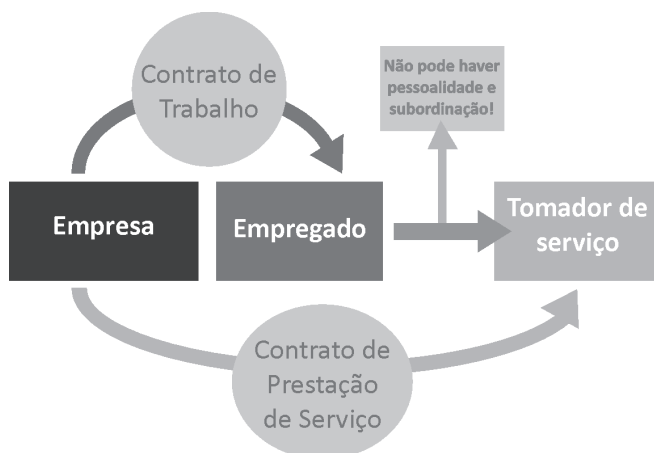 Contrato de
Trabalho
Não pode haver
pessoalidade e
subordinação!
Empresa
Empregado
Tomador de
serviço
Contrato de
Prestação
de Serviço